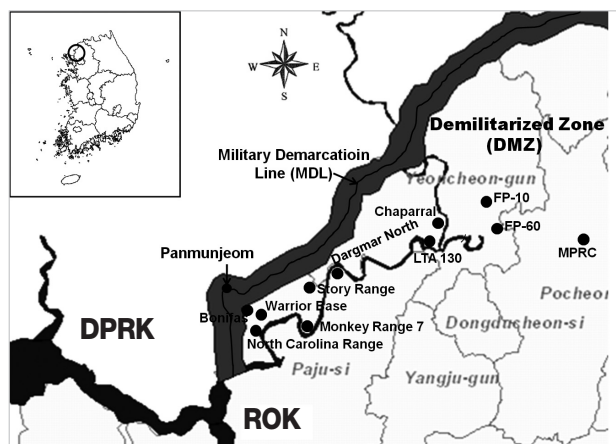 N
W E
S
Demilitarized Zone
(DMZ)
Military Demarcatioin
Line (MDL)
Yeoncheon-gun
FP-10
Chaparral
FP-60
Dargmar North
LTA 130
MPRC
Panmunjeom
Story Range
Pocheon
Warrior Base
Bonifas
Monkey Range 7
Dongducheon-si
DPRK
North Carolina Range
Paju-si
Yangju-gun
ROK